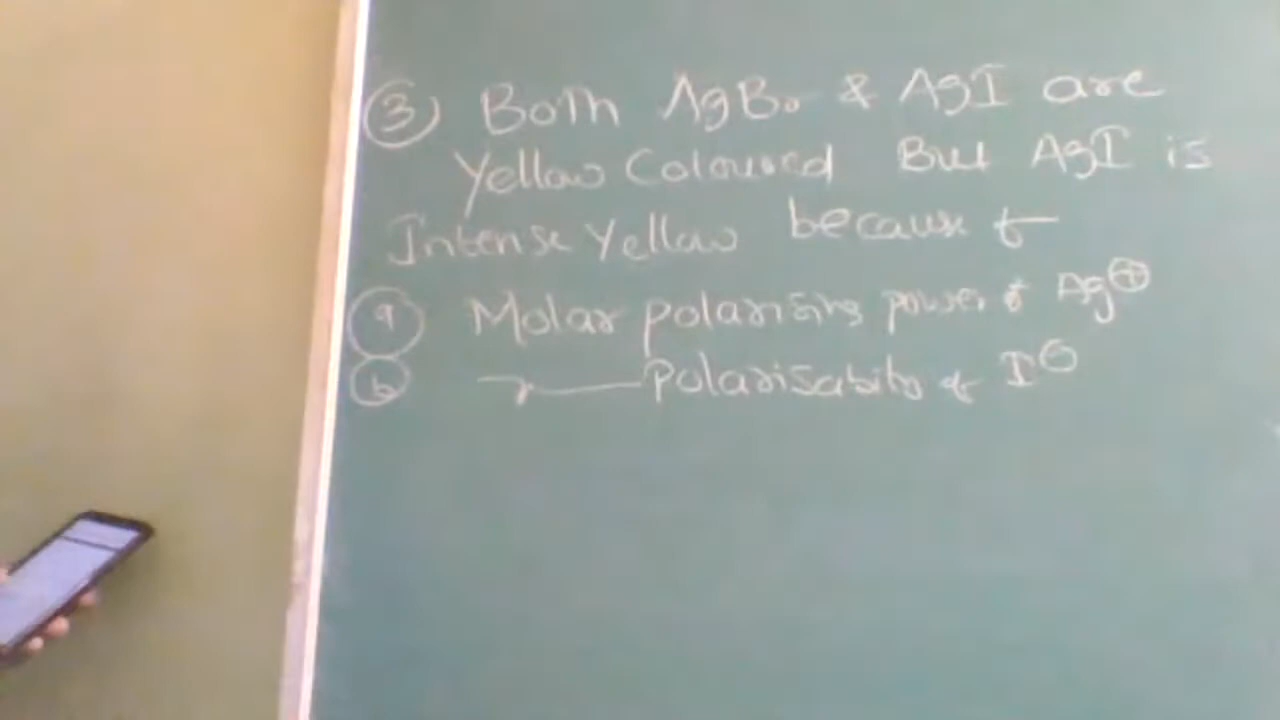 ③ Both AgBr & AgI are
Yellow Coloured But AgI is
Intense Yellow because of
ⓐ Molar polarising power of Ag⊕
ⓑ —"— Polarisability of I⊖